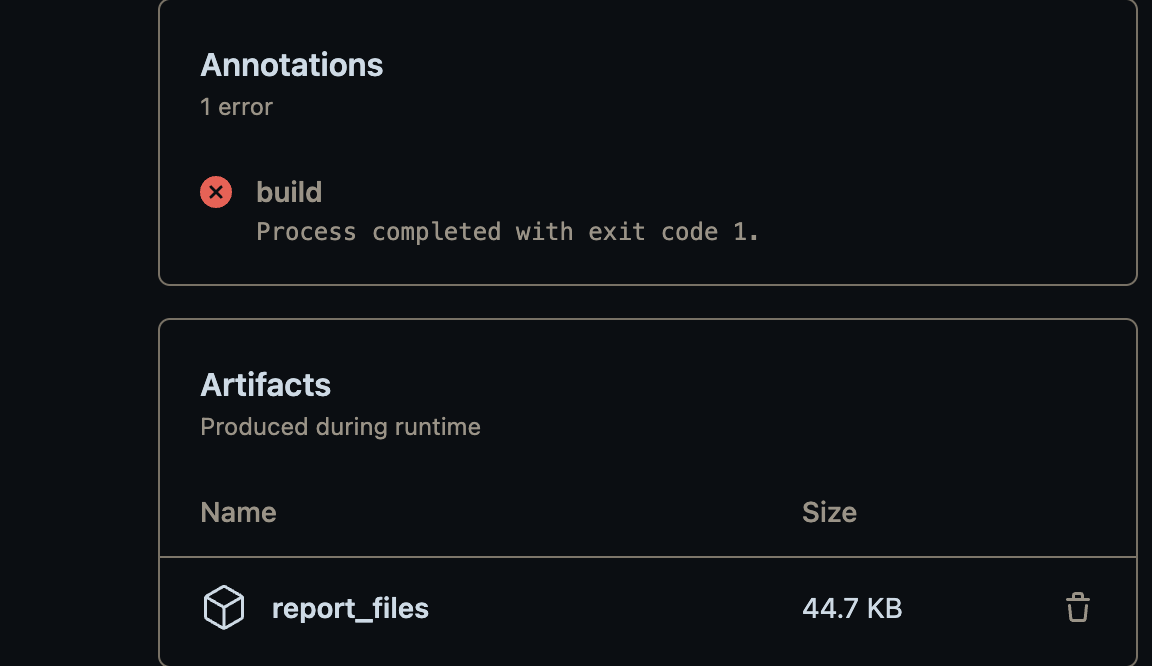 Annotations
1 error
build
Process completed with exit code 1.
Artifacts
Produced during runtime
Name Size
report_files 44.7 KB